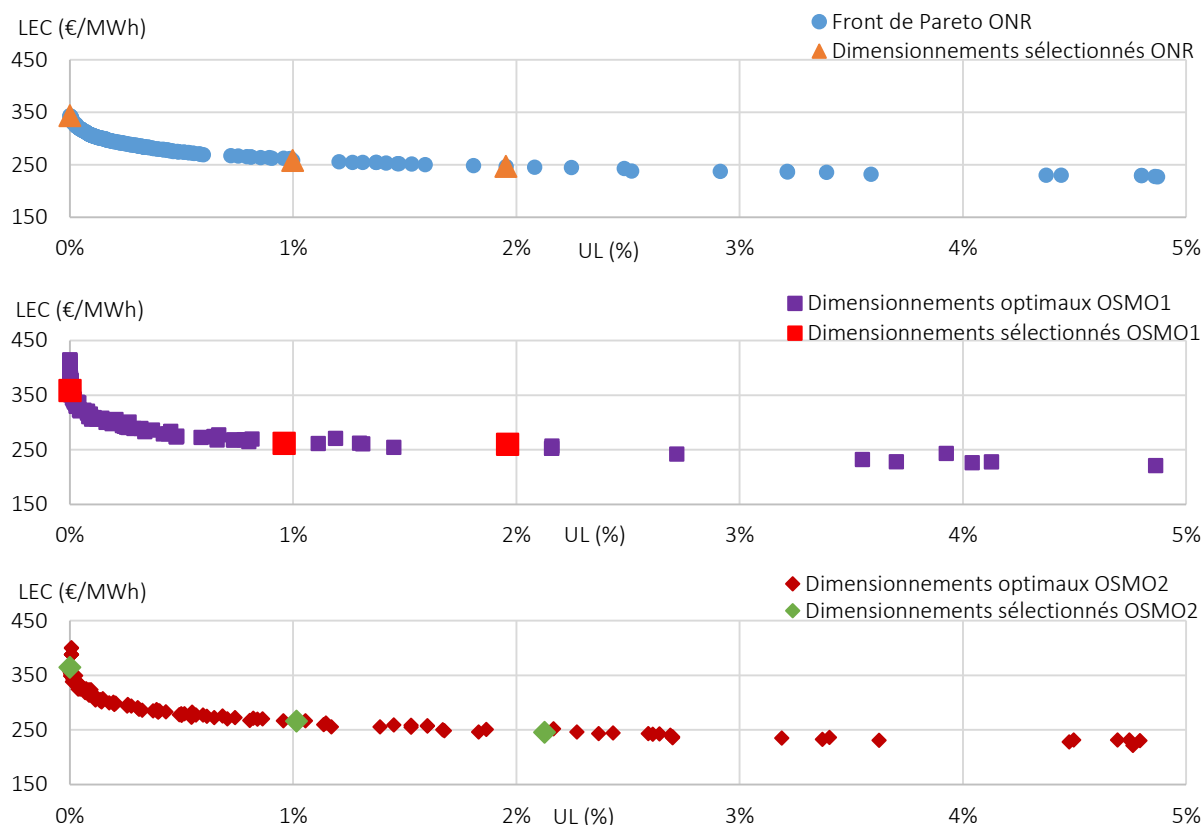 LEC (€/MWh)
Front de Pareto ONR
Dimensionnements sélectionnés ONR
450
350
250
150
0%
1%
2%
3%
4%
5%
UL (%)
LEC (€/MWh)
Dimensionnements optimaux OSMO1
Dimensionnements sélectionnés OSMO1
450
350
250
150
0%
1%
2%
3%
4%
5%
UL (%)
LEC (€/MWh)
Dimensionnements optimaux OSMO2
Dimensionnements sélectionnés OSMO2
450
350
250
150
0%
1%
2%
3%
4%
5%
UL (%)